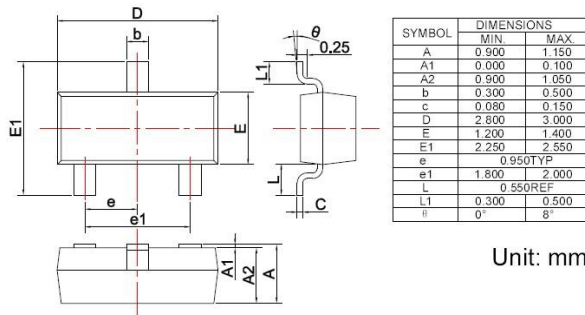 D
b
θ
0.25
L1
E1
E
L
e
e1
C
A1
A2
A
SYMBOL DIMENSIONS
MIN. MAX.
A 0.900 1.150
A1 0.000 0.100
A2 0.900 1.050
b 0.300 0.500
c 0.080 0.150
D 2.800 3.000
E 1.200 1.400
E1 2.250 2.550
e 0.950TYP
e1 1.800 2.000
L 0.550REF
L1 0.300 0.500
θ 0° 8°
Unit: mm